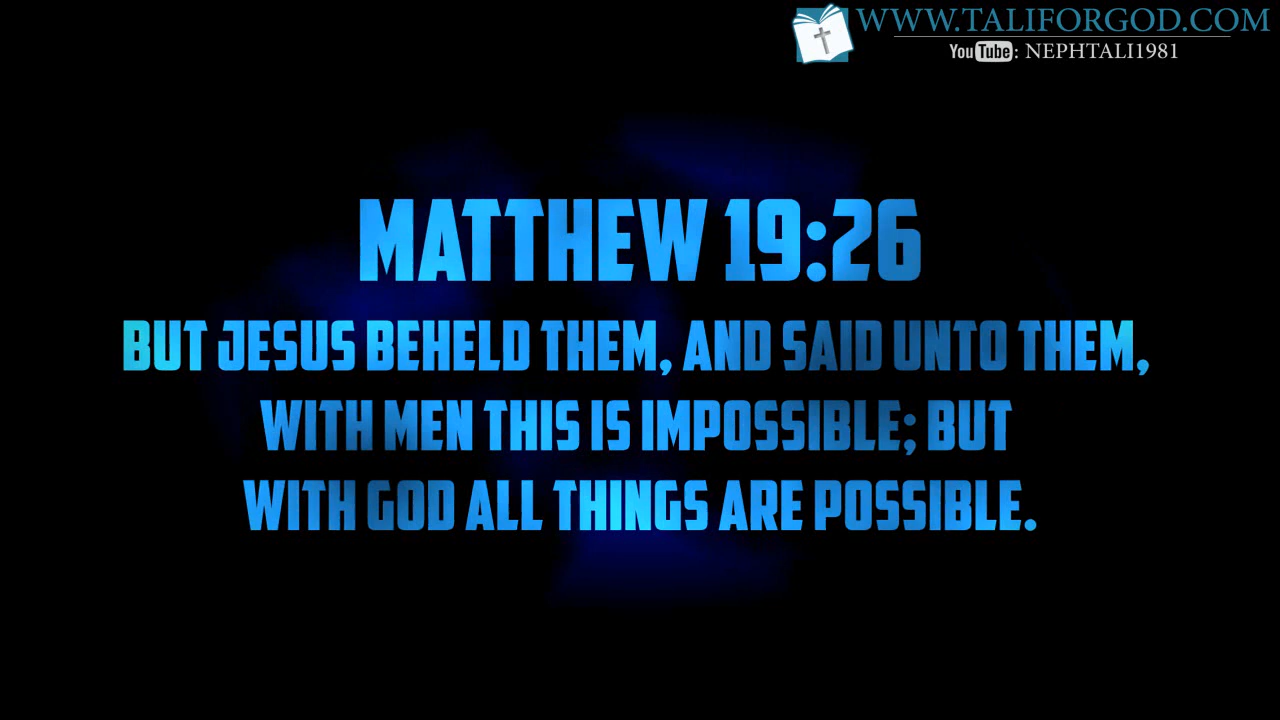 WWW.TALIFORGOD.COM
YouTube: NEPHTALI1981
MATTHEW 19:26
BUT JESUS BEHELD THEM, AND SAID UNTO THEM,
WITH MEN THIS IS IMPOSSIBLE; BUT
WITH GOD ALL THINGS ARE POSSIBLE.